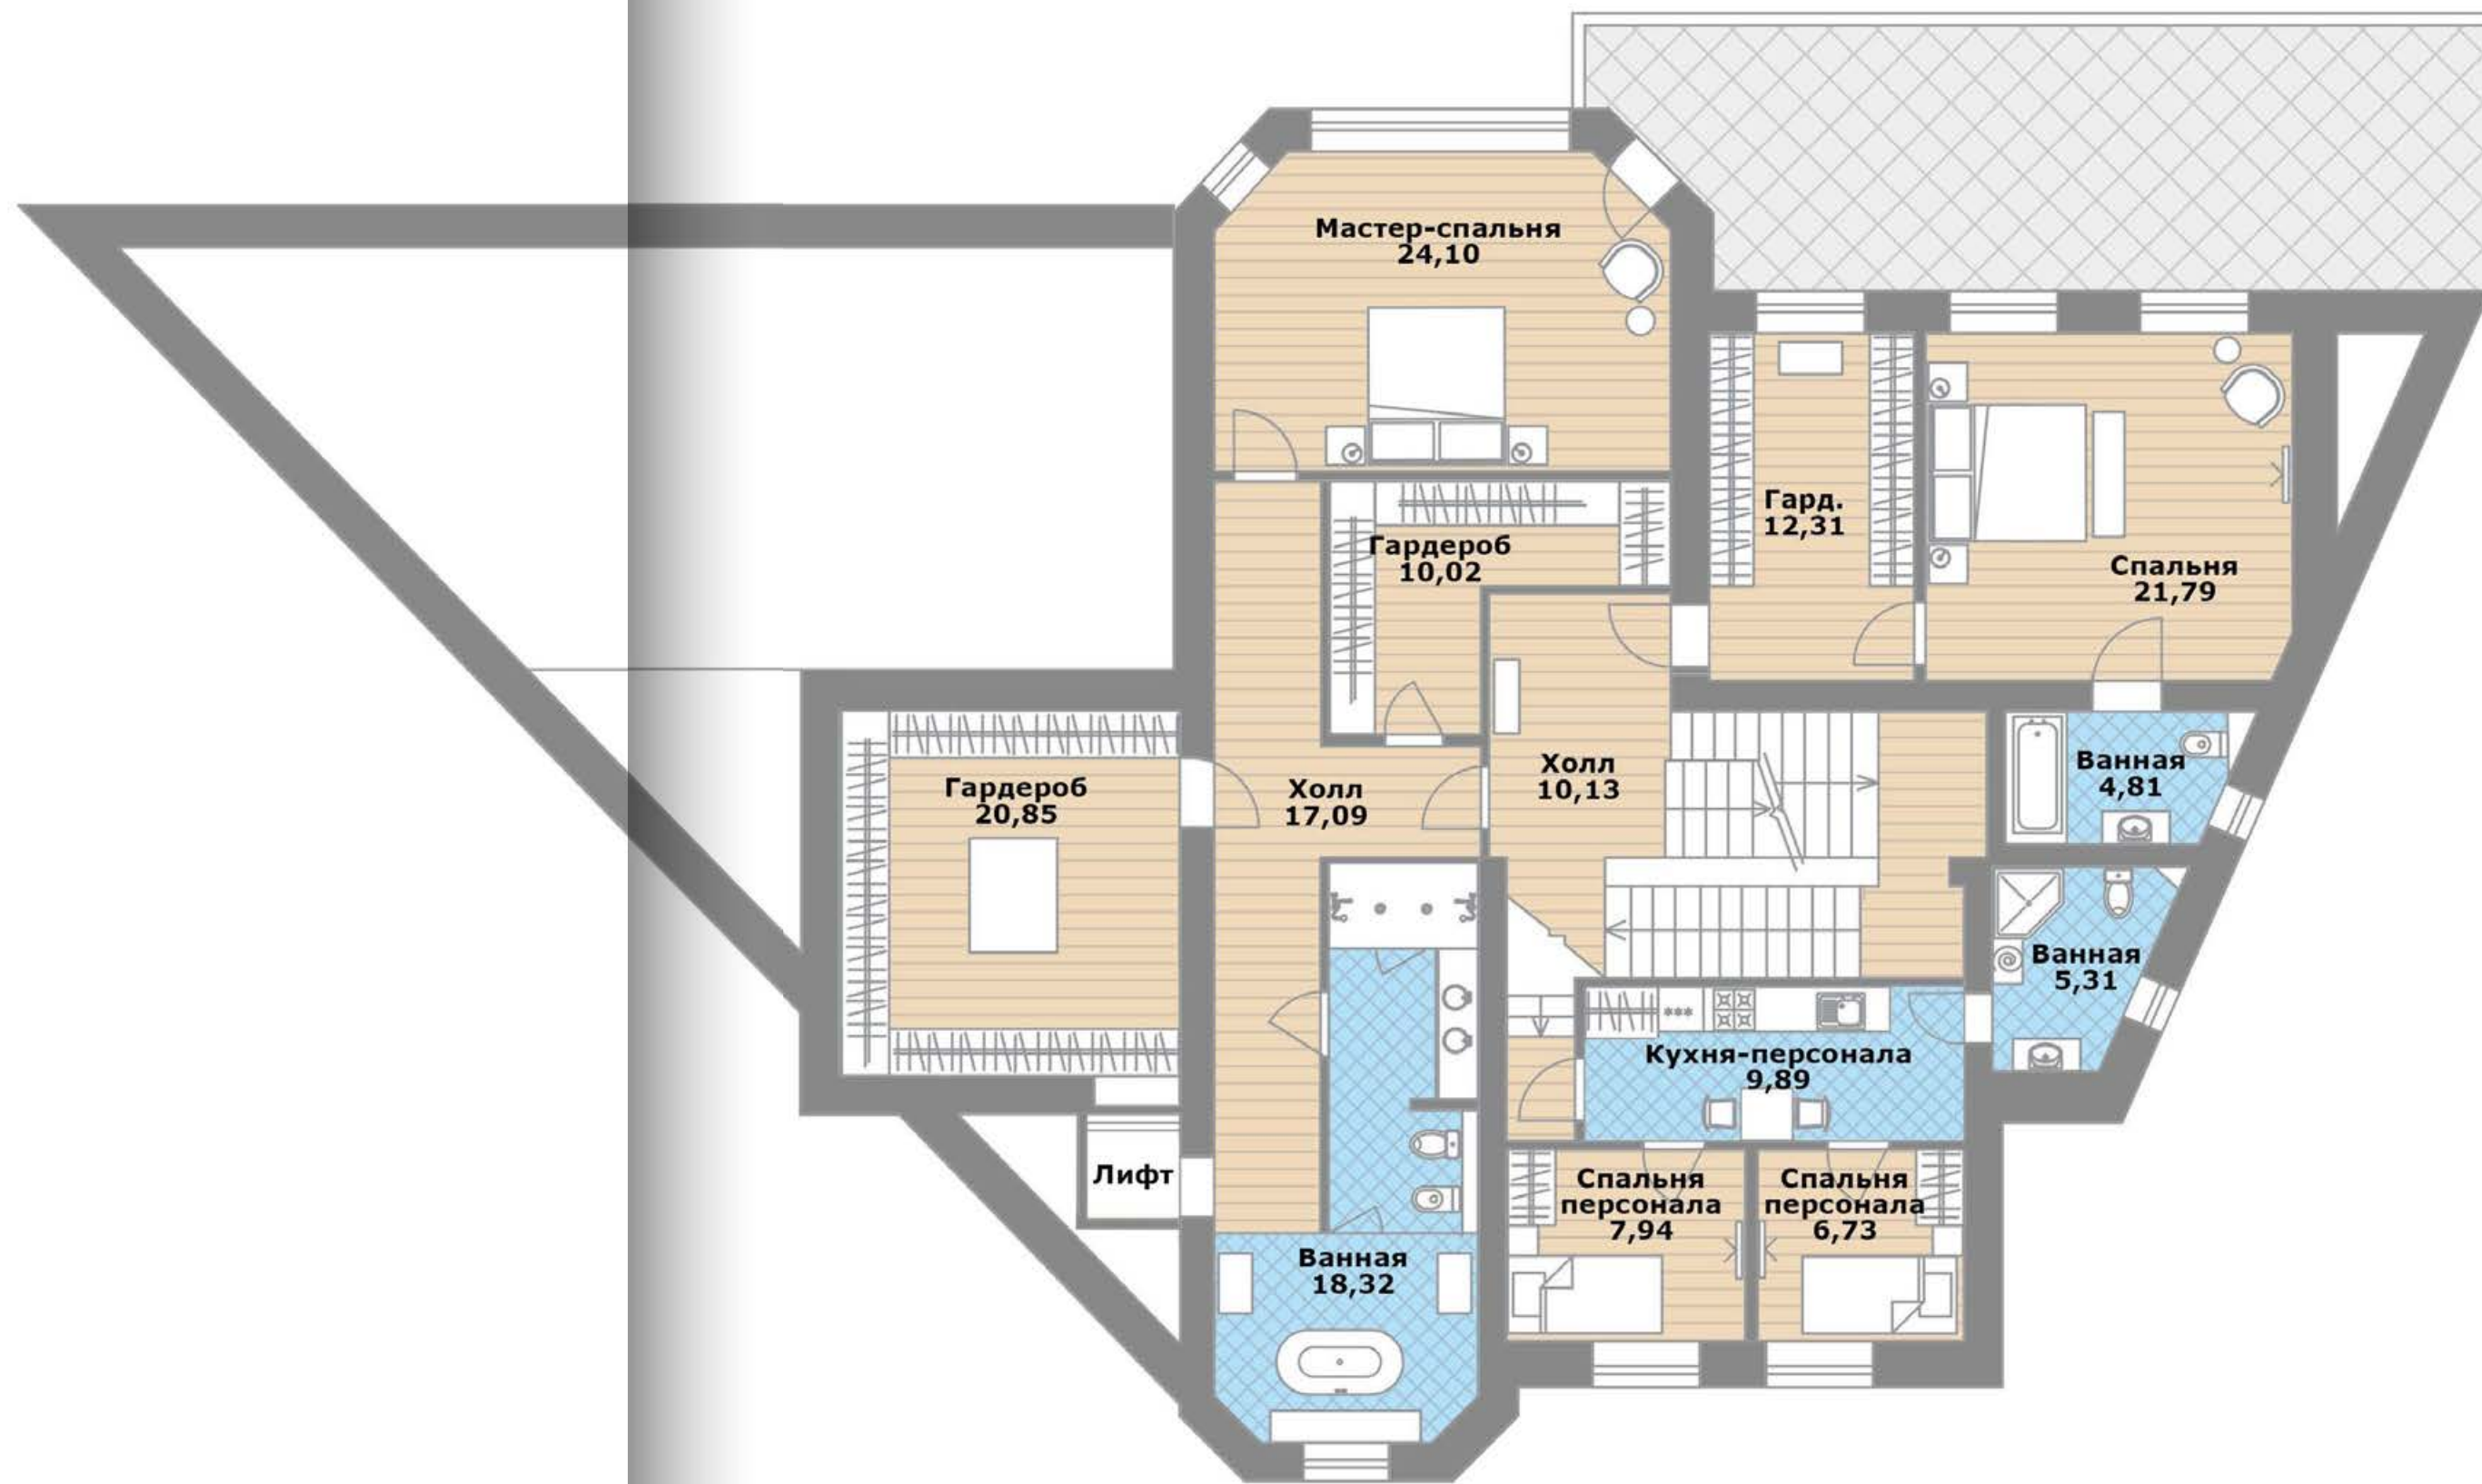 Мастер-спальня
24,10
Гард.
12,31
Гардероб
10,02
Спальня
21,79
Гардероб
20,85
Холл
17,09
Холл
10,13
Ванная
4,81
Ванная
5,31
Кухня-персонала
9,89
Лифт
Спальня
персонала
7,94
Спальня
персонала
6,73
Ванная
18,32